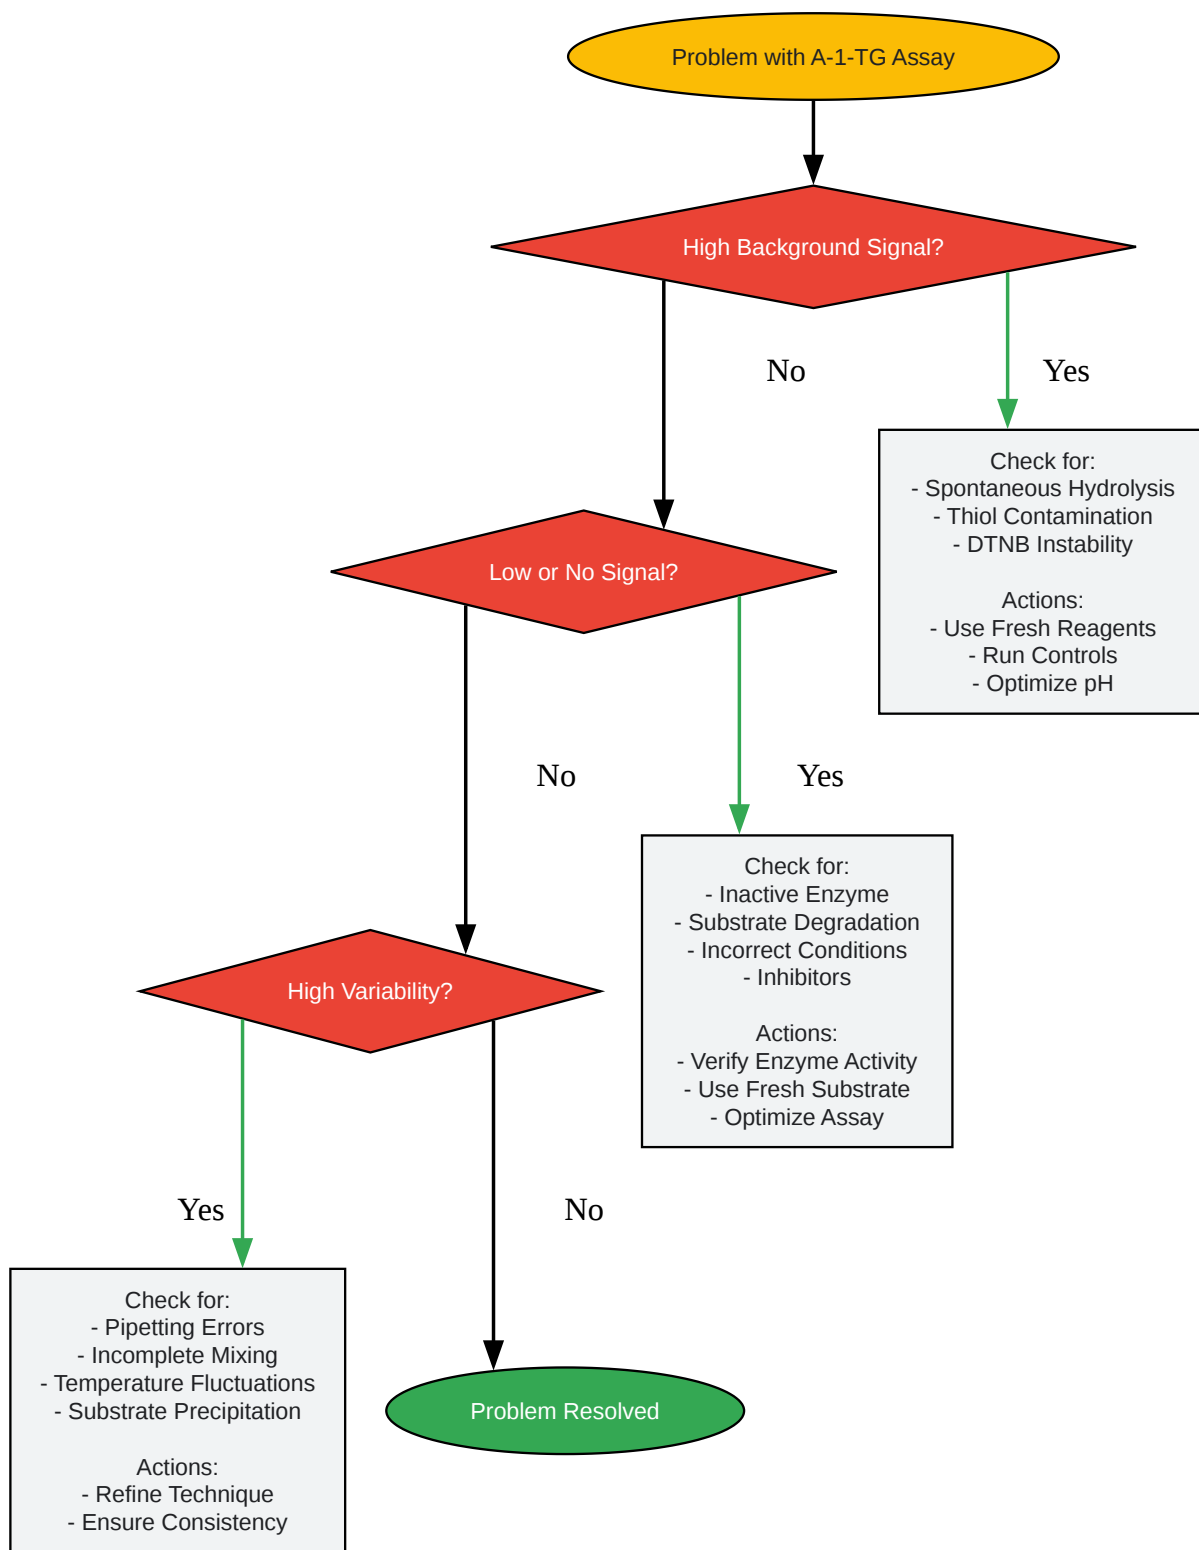 Problem with A-1-TG Assay
High Background Signal?
No
Yes
Check for:
- Spontaneous Hydrolysis
- Thiol Contamination
- DTNB Instability
Actions:
- Use Fresh Reagents
- Run Controls
- Optimize pH
Low or No Signal?
No
Yes
Check for:
- Inactive Enzyme
- Substrate Degradation
- Incorrect Conditions
- Inhibitors
Actions:
- Verify Enzyme Activity
- Use Fresh Substrate
- Optimize Assay
High Variability?
Yes
No
Check for:
- Pipetting Errors
- Incomplete Mixing
- Temperature Fluctuations
- Substrate Precipitation
Actions:
- Refine Technique
- Ensure Consistency
Problem Resolved